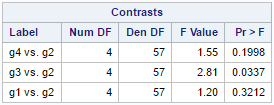 Contrasts
Label Num DF Den DF F Value Pr > F
g4 vs. g2 4 57 1.55 0.1998
g3 vs. g2 4 57 2.81 0.0337
g1 vs. g2 4 57 1.20 0.3212